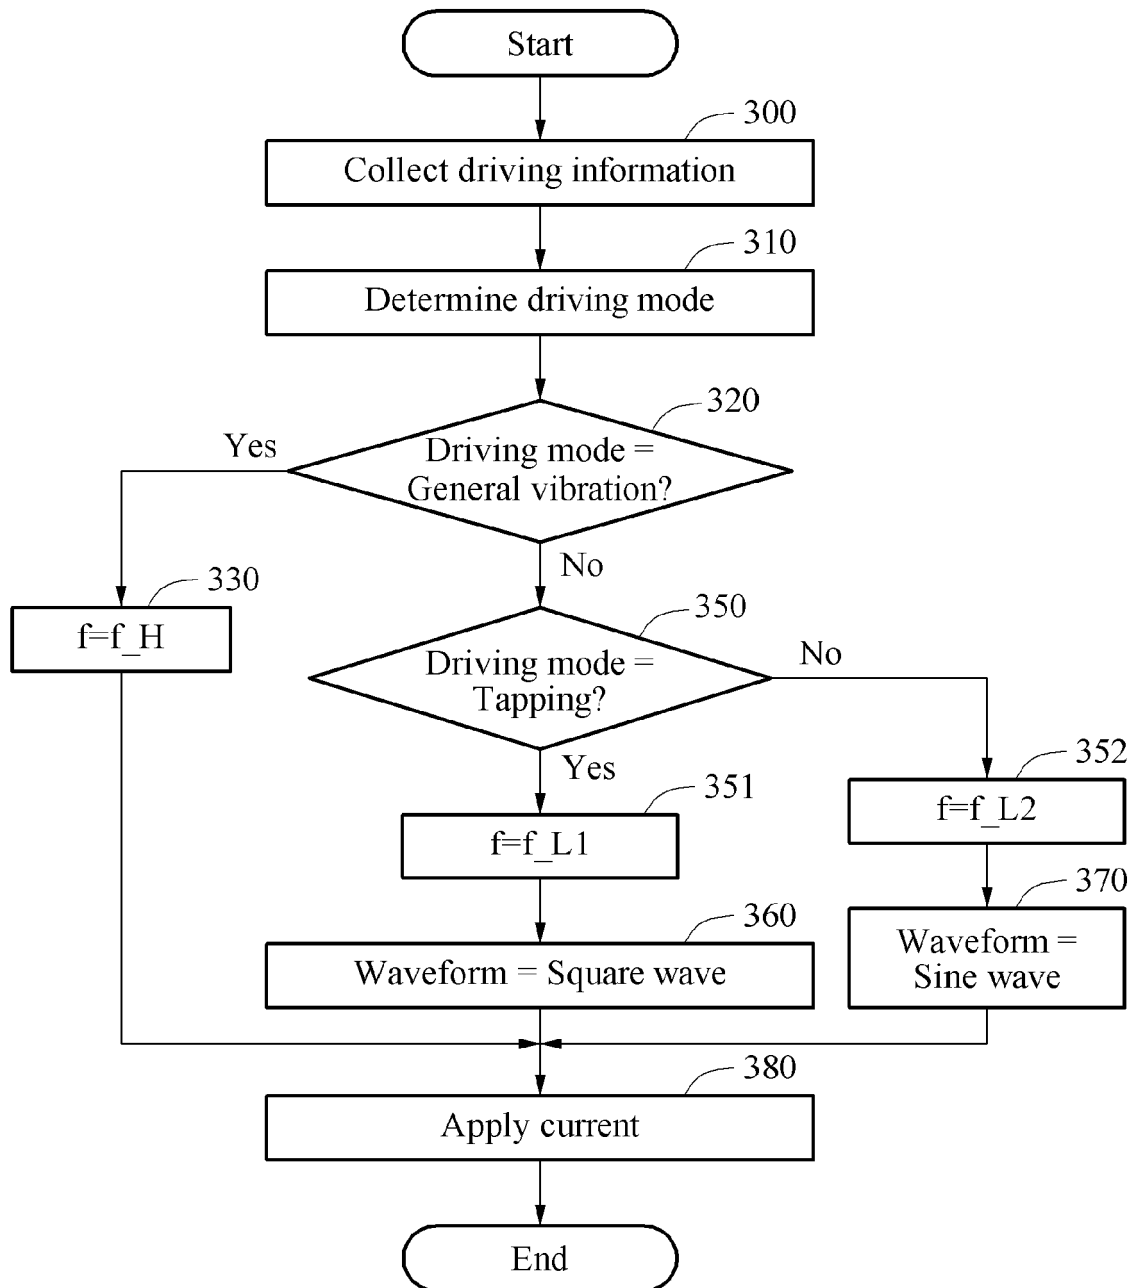 Start
300
Collect driving information
310
Determine driving mode
320
Driving mode =
General vibration?
Yes
No
330
f=f_H
350
Driving mode =
Tapping?
No
Yes
351
f=f_L1
352
f=f_L2
360
Waveform = Square wave
370
Waveform =
Sine wave
380
Apply current
End